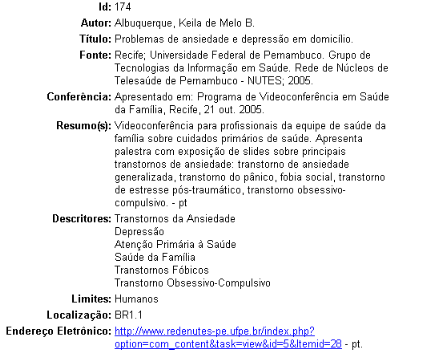 Id: 174
Autor: Albuquerque, Keila de Melo B.
Título: Problemas de ansiedade e depressão em domicílio.
Fonte: Recife; Universidade Federal de Pernambuco. Grupo de
Tecnologias da Informação em Saúde. Rede de Núcleos de
Telesaúde de Pernambuco - NUTES; 2005.
Conferência: Apresentado em: Programa de Videoconferência em Saúde
da Família, Recife, 21 out. 2005.
Resumo(s): Videoconferência para profissionais da equipe de saúde da
família sobre cuidados primários de saúde. Apresenta
palestra com exposição de slides sobre principais
transtornos de ansiedade: transtorno de ansiedade
generalizada, transtorno do pânico, fobia social, transtorno
de estresse pós-traumático, transtorno obsessivo-
compulsivo. - pt
Descritores: Transtornos da Ansiedade
Depressão
Atenção Primária à Saúde
Saúde da Família
Transtornos Fóbicos
Transtorno Obsessivo-Compulsivo
Limites: Humanos
Localização: BR1.1
Endereço Eletrônico: http://www.redenutes-pe.ufpe.br/index.php?
option=com_content&task=view&id=5&Itemid=28 - pt.